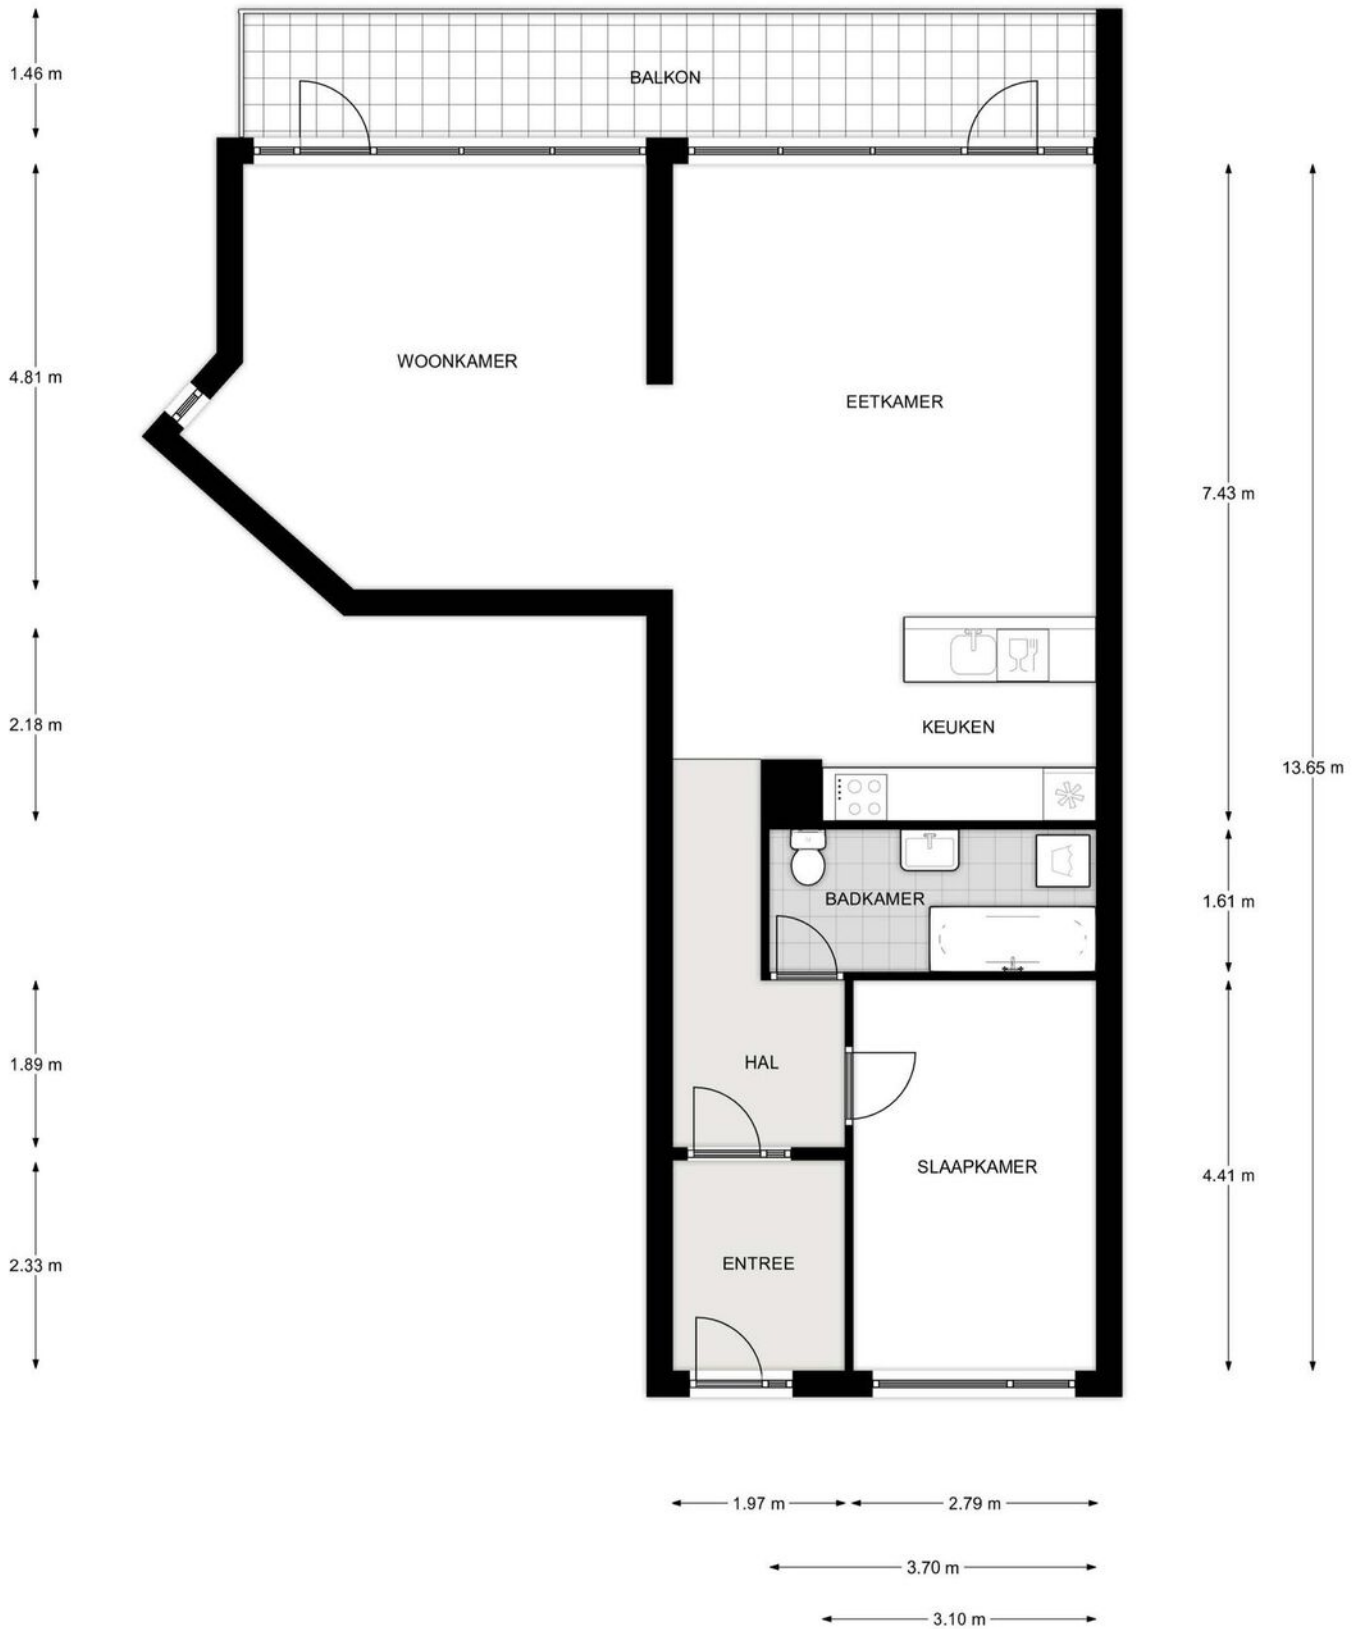 1.46 m
BALKON
WOONKAMER
4.81 m
EETKAMER
7.43 m
2.18 m
KEUKEN
13.65 m
BADKAMER
1.61 m
1.89 m
HAL
SLAAPKAMER
4.41 m
2.33 m
ENTREE
1.97 m
2.79 m
3.70 m
3.10 m